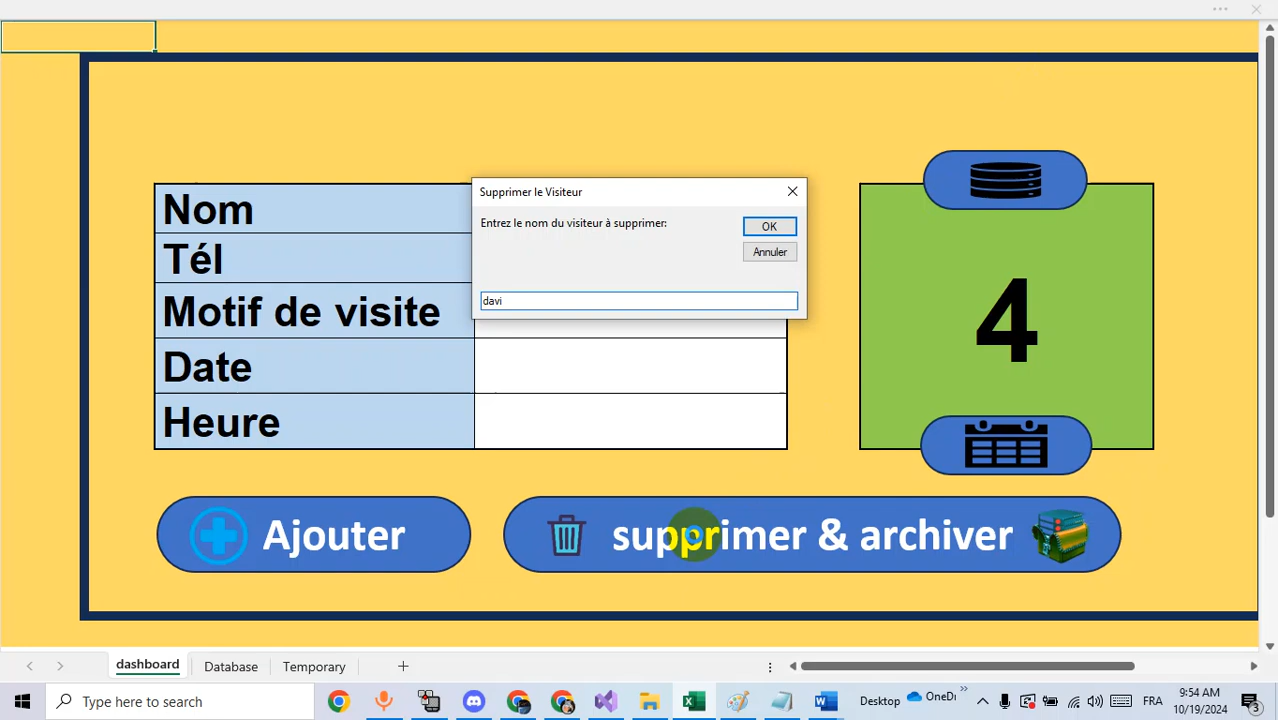 Supprimer le Visiteur
Entrez le nom du visiteur à supprimer:
OK
Annuler
davi
Nom
Tél
Motif de visite
Date
Heure
4
Ajouter
supprimer & archiver
dashboard
Database
Temporary
Type here to search
Desktop
OneDi
FRA
9:54 AM
10/19/2024
3